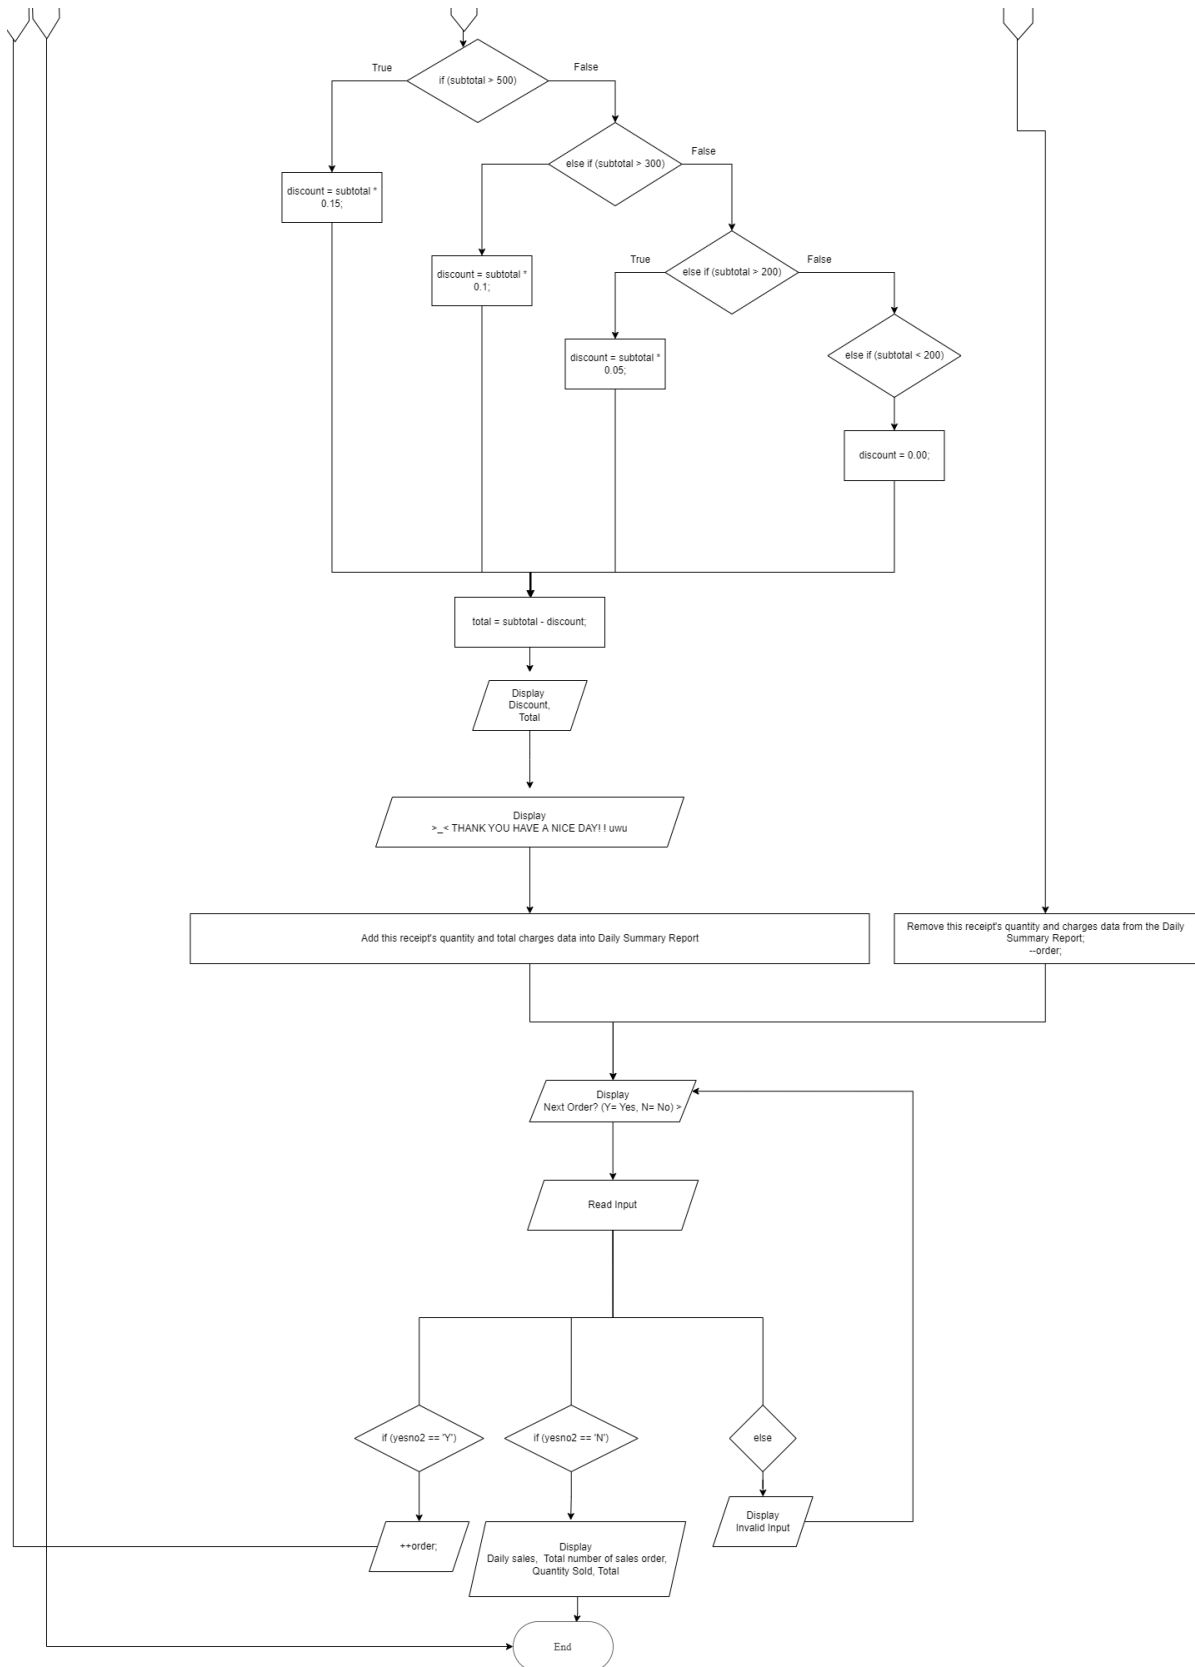 True
if (subtotal > 500)
False
else if (subtotal > 300)
False
discount = subtotal *
0.15;
discount = subtotal *
0.1;
True
else if (subtotal > 200)
False
discount = subtotal *
0.05;
else if (subtotal < 200)
discount = 0.00;
total = subtotal - discount;
Display
Discount,
Total
Display
>_< THANK YOU HAVE A NICE DAY! ! uwu
Add this receipt's quantity and total charges data into Daily Summary Report
Remove this receipt's quantity and charges data from the Daily
Summary Report;
--order;
Display
Next Order? (Y= Yes, N= No) >
Read Input
if (yesno2 == 'Y')
if (yesno2 == 'N')
else
++order;
Display
Daily sales, Total number of sales order,
Quantity Sold, Total
Display
Invalid Input
End